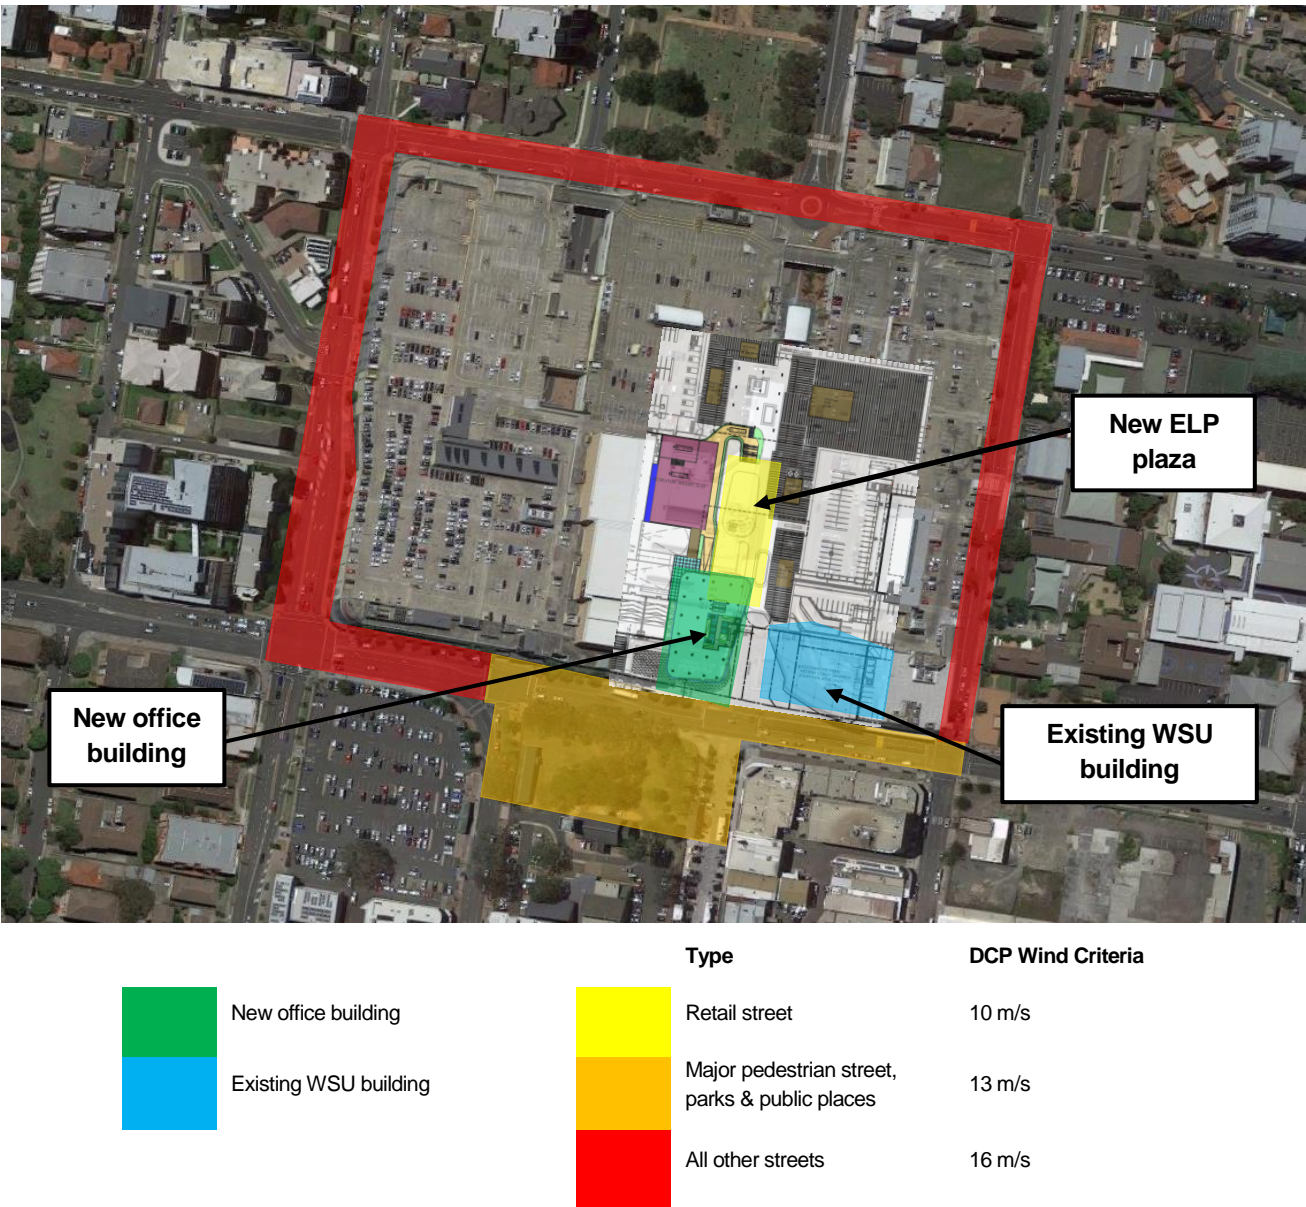 New ELP
plaza
New office
building
Existing WSU
building
Type DCP Wind Criteria
New office building
Retail street 10 m/s
Existing WSU building
Major pedestrian street,
parks & public places 13 m/s
All other streets 16 m/s